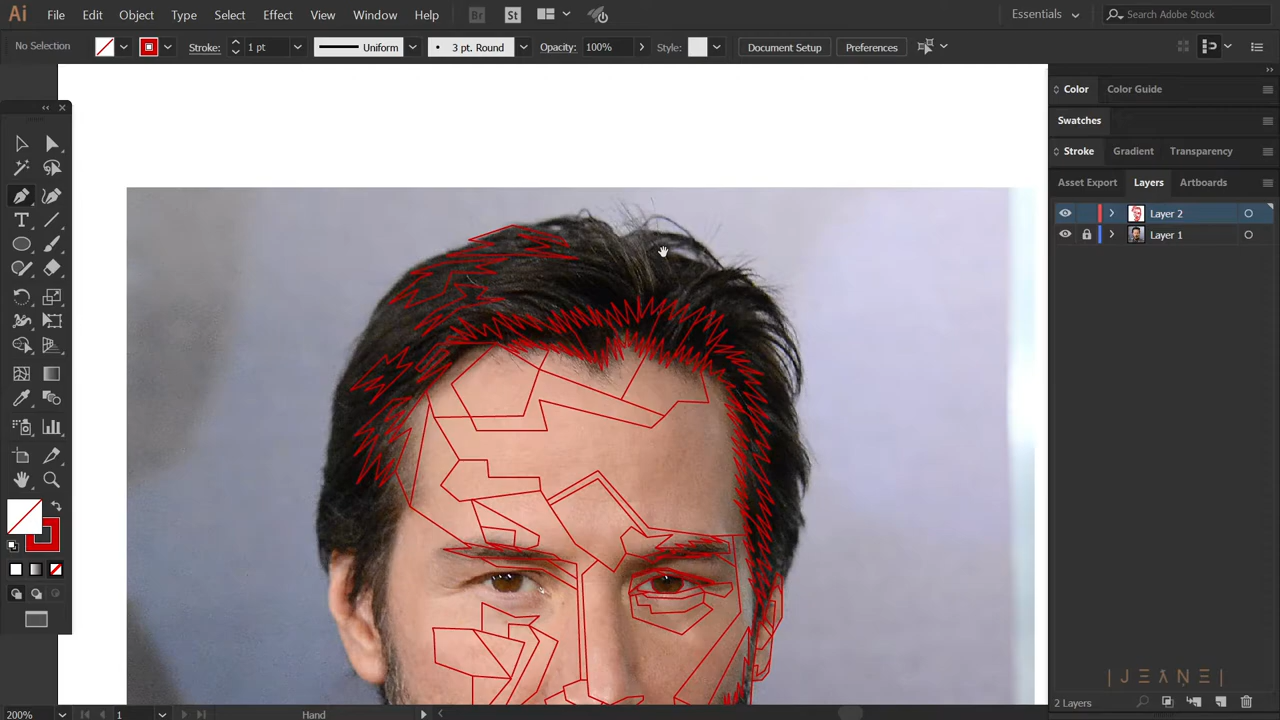 Ai File Edit Object Type Select Effect View Window Help Br St Essentials Search Adobe Stock
No Selection Stroke: 1 pt Uniform 3 pt. Round Opacity: 100% Style: Document Setup Preferences
Color Color Guide
Swatches
Stroke Gradient Transparency
Asset Export Layers Artboards
Layer 2
Layer 1
|JEANE|
2 Layers
200% 1 Hand